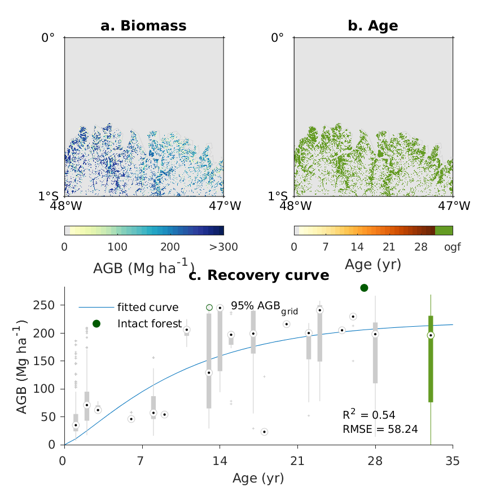 a. Biomass
b. Age
0°
0°
1°S
1°S
48°W
47°W
48°W
47°W
0 100 200 >300
0 7 14 21 28 ogf
AGB (Mg ha⁻¹)
Age (yr)
c. Recovery curve
250
200
150
100
50
0
AGB (Mg ha⁻¹)
fitted curve
Intact forest
95% AGB_grid
R² = 0.54
RMSE = 58.24
0 7 14 21 28 35
Age (yr)